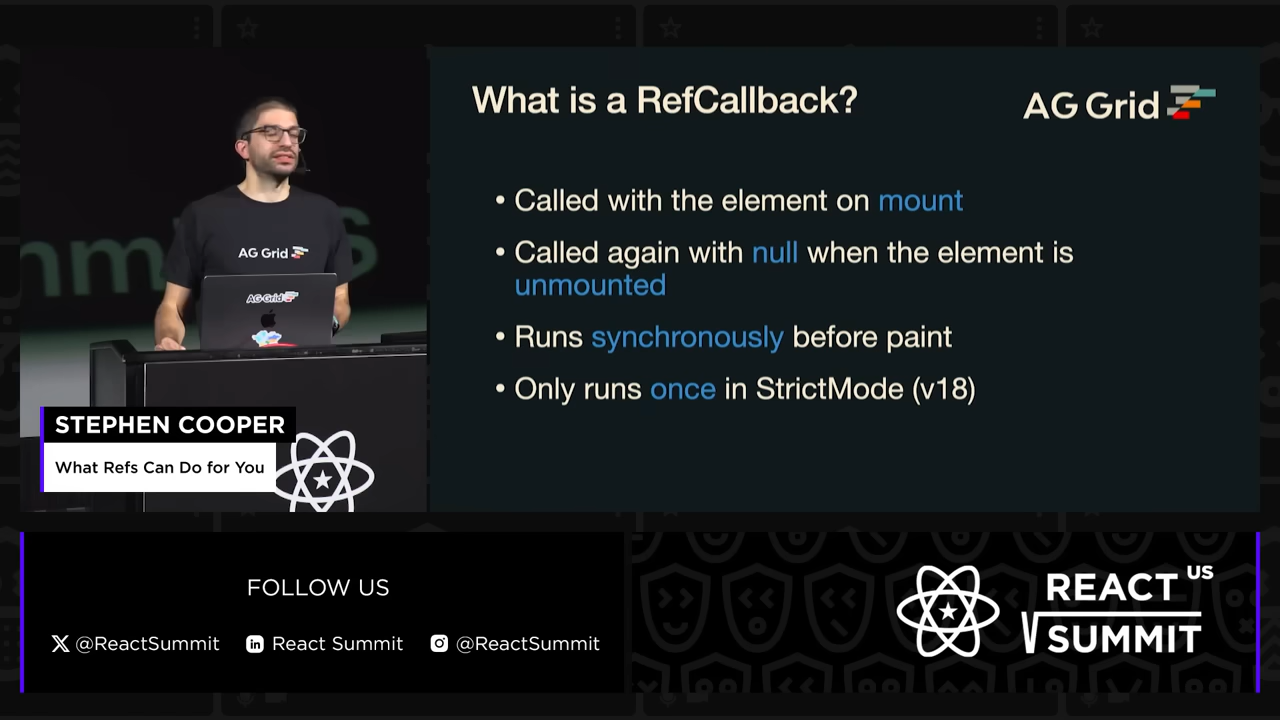 What is a RefCallback?
AG Grid
• Called with the element on mount
• Called again with null when the element is
unmounted
• Runs synchronously before paint
• Only runs once in StrictMode (v18)
AG Grid
AG Grid
STEPHEN COOPER
What Refs Can Do for You
FOLLOW US
@ReactSummit
React Summit
@ReactSummit
REACT US
SUMMIT